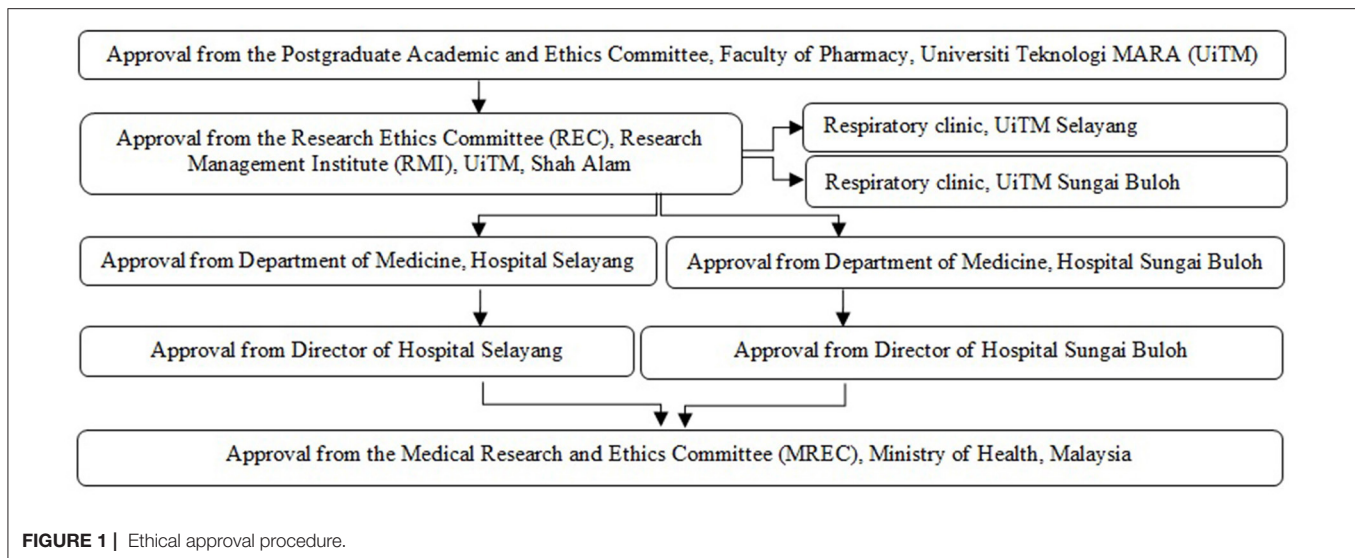 Approval from the Postgraduate Academic and Ethics Committee, Faculty of Pharmacy, Universiti Teknologi MARA (UiTM)
Approval from the Research Ethics Committee (REC), Research
Management Institute (RMI), UiTM, Shah Alam
Respiratory clinic, UiTM Selayang
Respiratory clinic, UiTM Sungai Buloh
Approval from Department of Medicine, Hospital Selayang
Approval from Department of Medicine, Hospital Sungai Buloh
Approval from Director of Hospital Selayang
Approval from Director of Hospital Sungai Buloh
Approval from the Medical Research and Ethics Committee (MREC), Ministry of Health, Malaysia
FIGURE 1 | Ethical approval procedure.